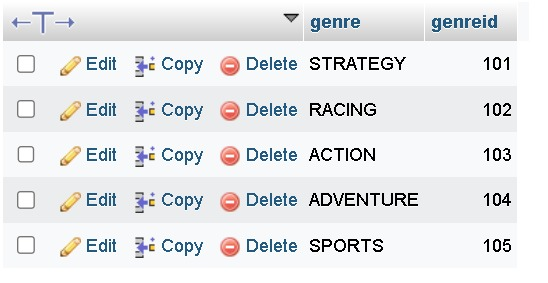 genre genreid
Edit Copy Delete STRATEGY 101
Edit Copy Delete RACING 102
Edit Copy Delete ACTION 103
Edit Copy Delete ADVENTURE 104
Edit Copy Delete SPORTS 105